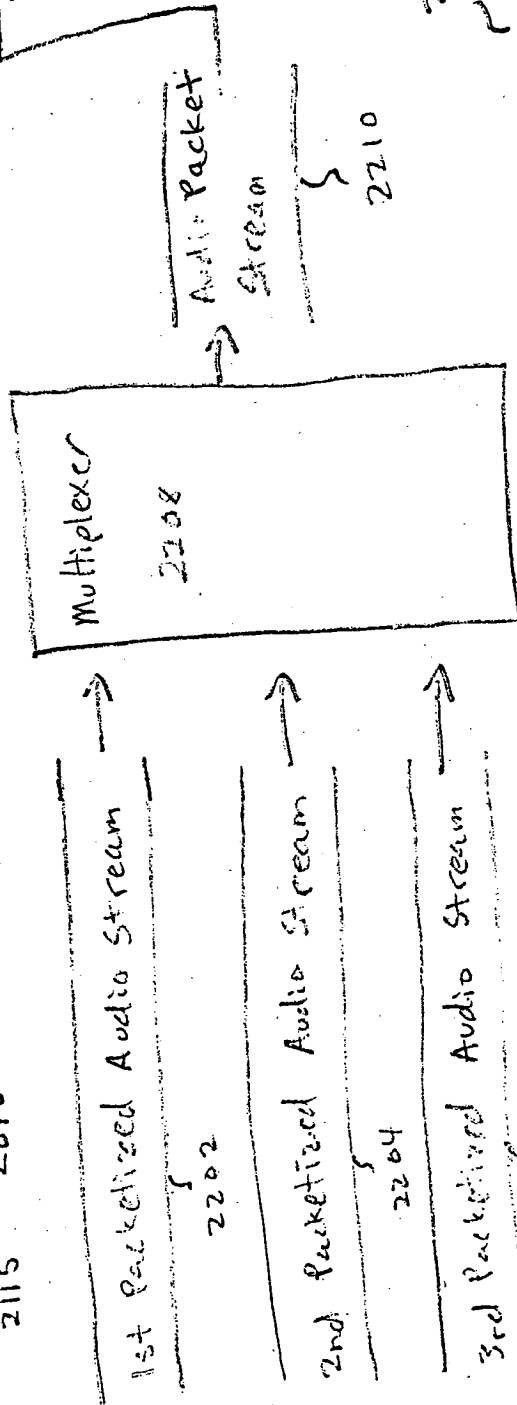 2115
1st Packetized Audio Stream
2202
2nd Packetized Audio Stream
2204
3rd Packetized Audio Stream
Multiplexer
2208
Audio Packet
Stream
2210